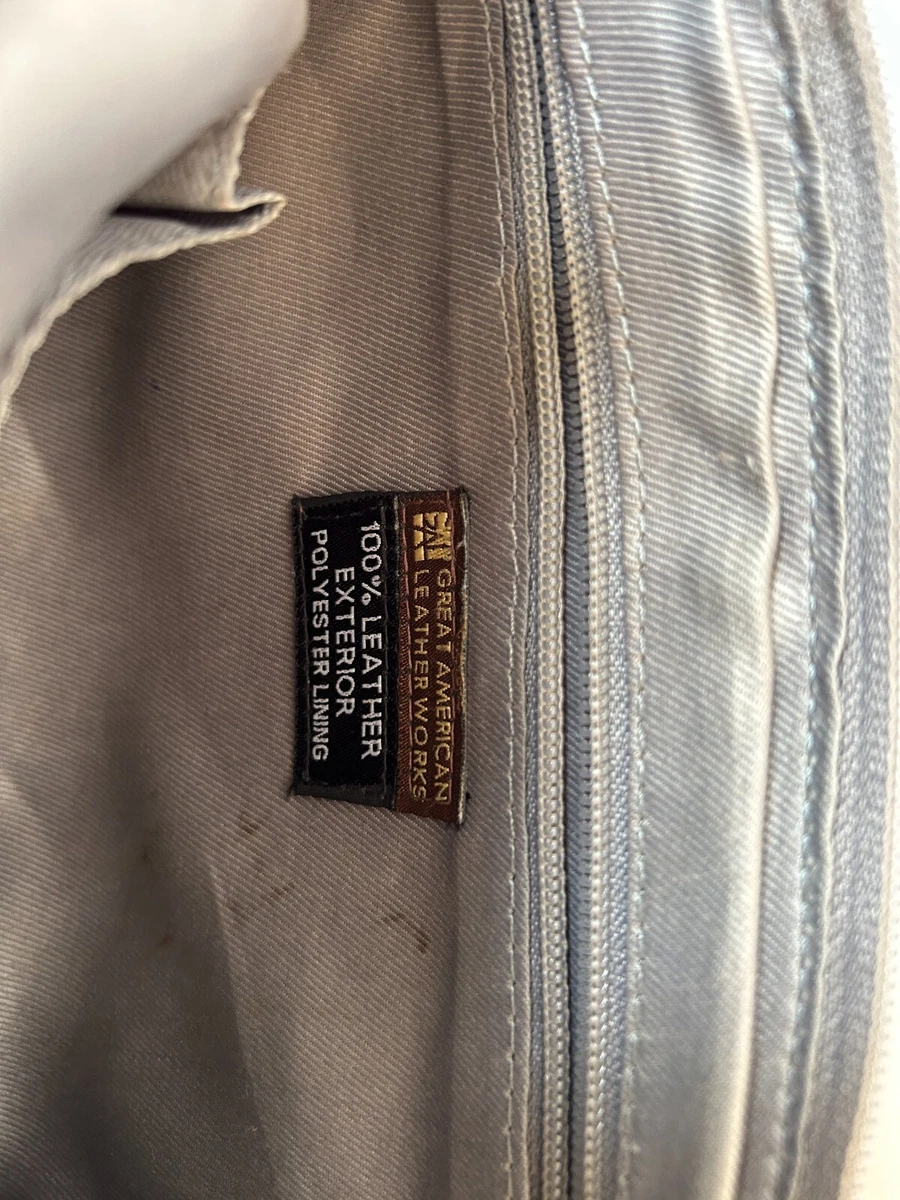 GREAT AMERICAN
LEATHER WORKS
100% LEATHER
EXTERIOR
POLYESTER LINING